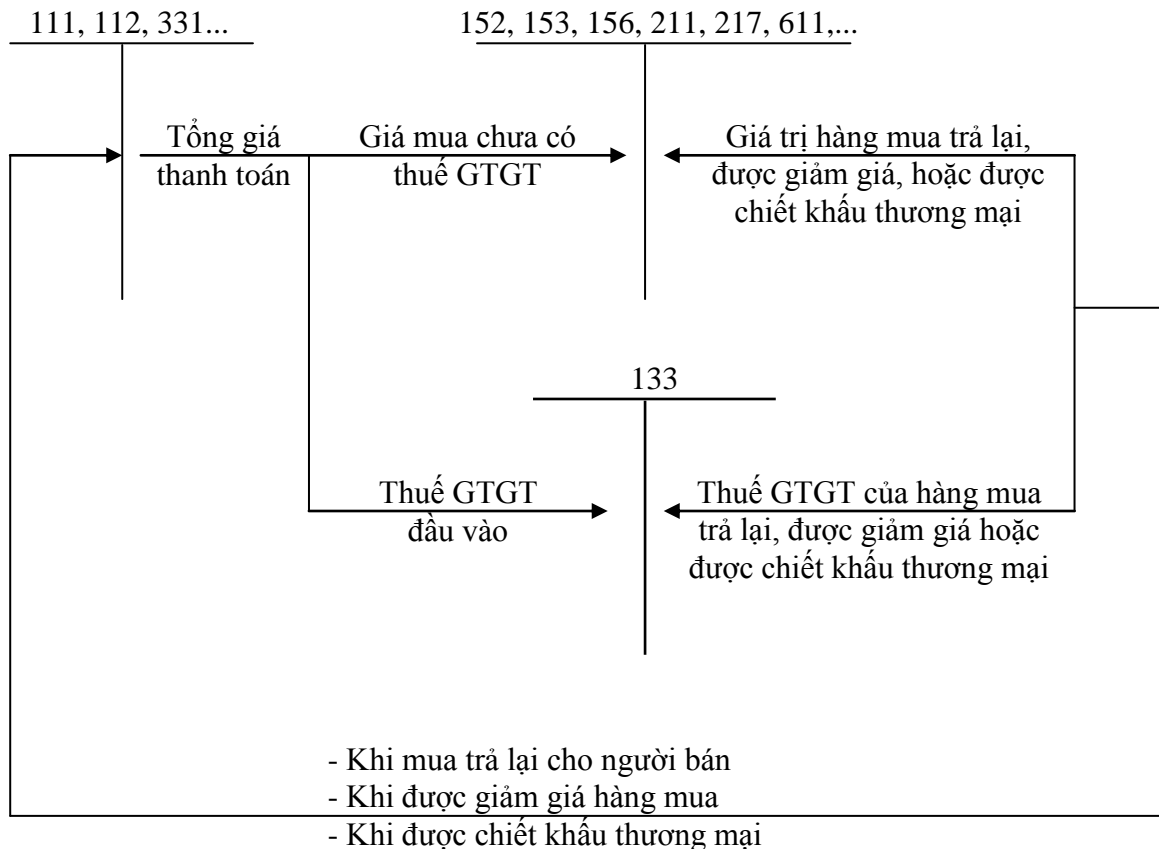 111, 112, 331...
152, 153, 156, 211, 217, 611,...
Tổng giá
thanh toán
Giá mua chưa có
thuế GTGT
Giá trị hàng mua trả lại,
được giảm giá, hoặc được
chiết khấu thương mại
133
Thuế GTGT
đầu vào
Thuế GTGT của hàng mua
trả lại, được giảm giá hoặc
được chiết khấu thương mại
- Khi mua trả lại cho người bán
- Khi được giảm giá hàng mua
- Khi được chiết khấu thương mại